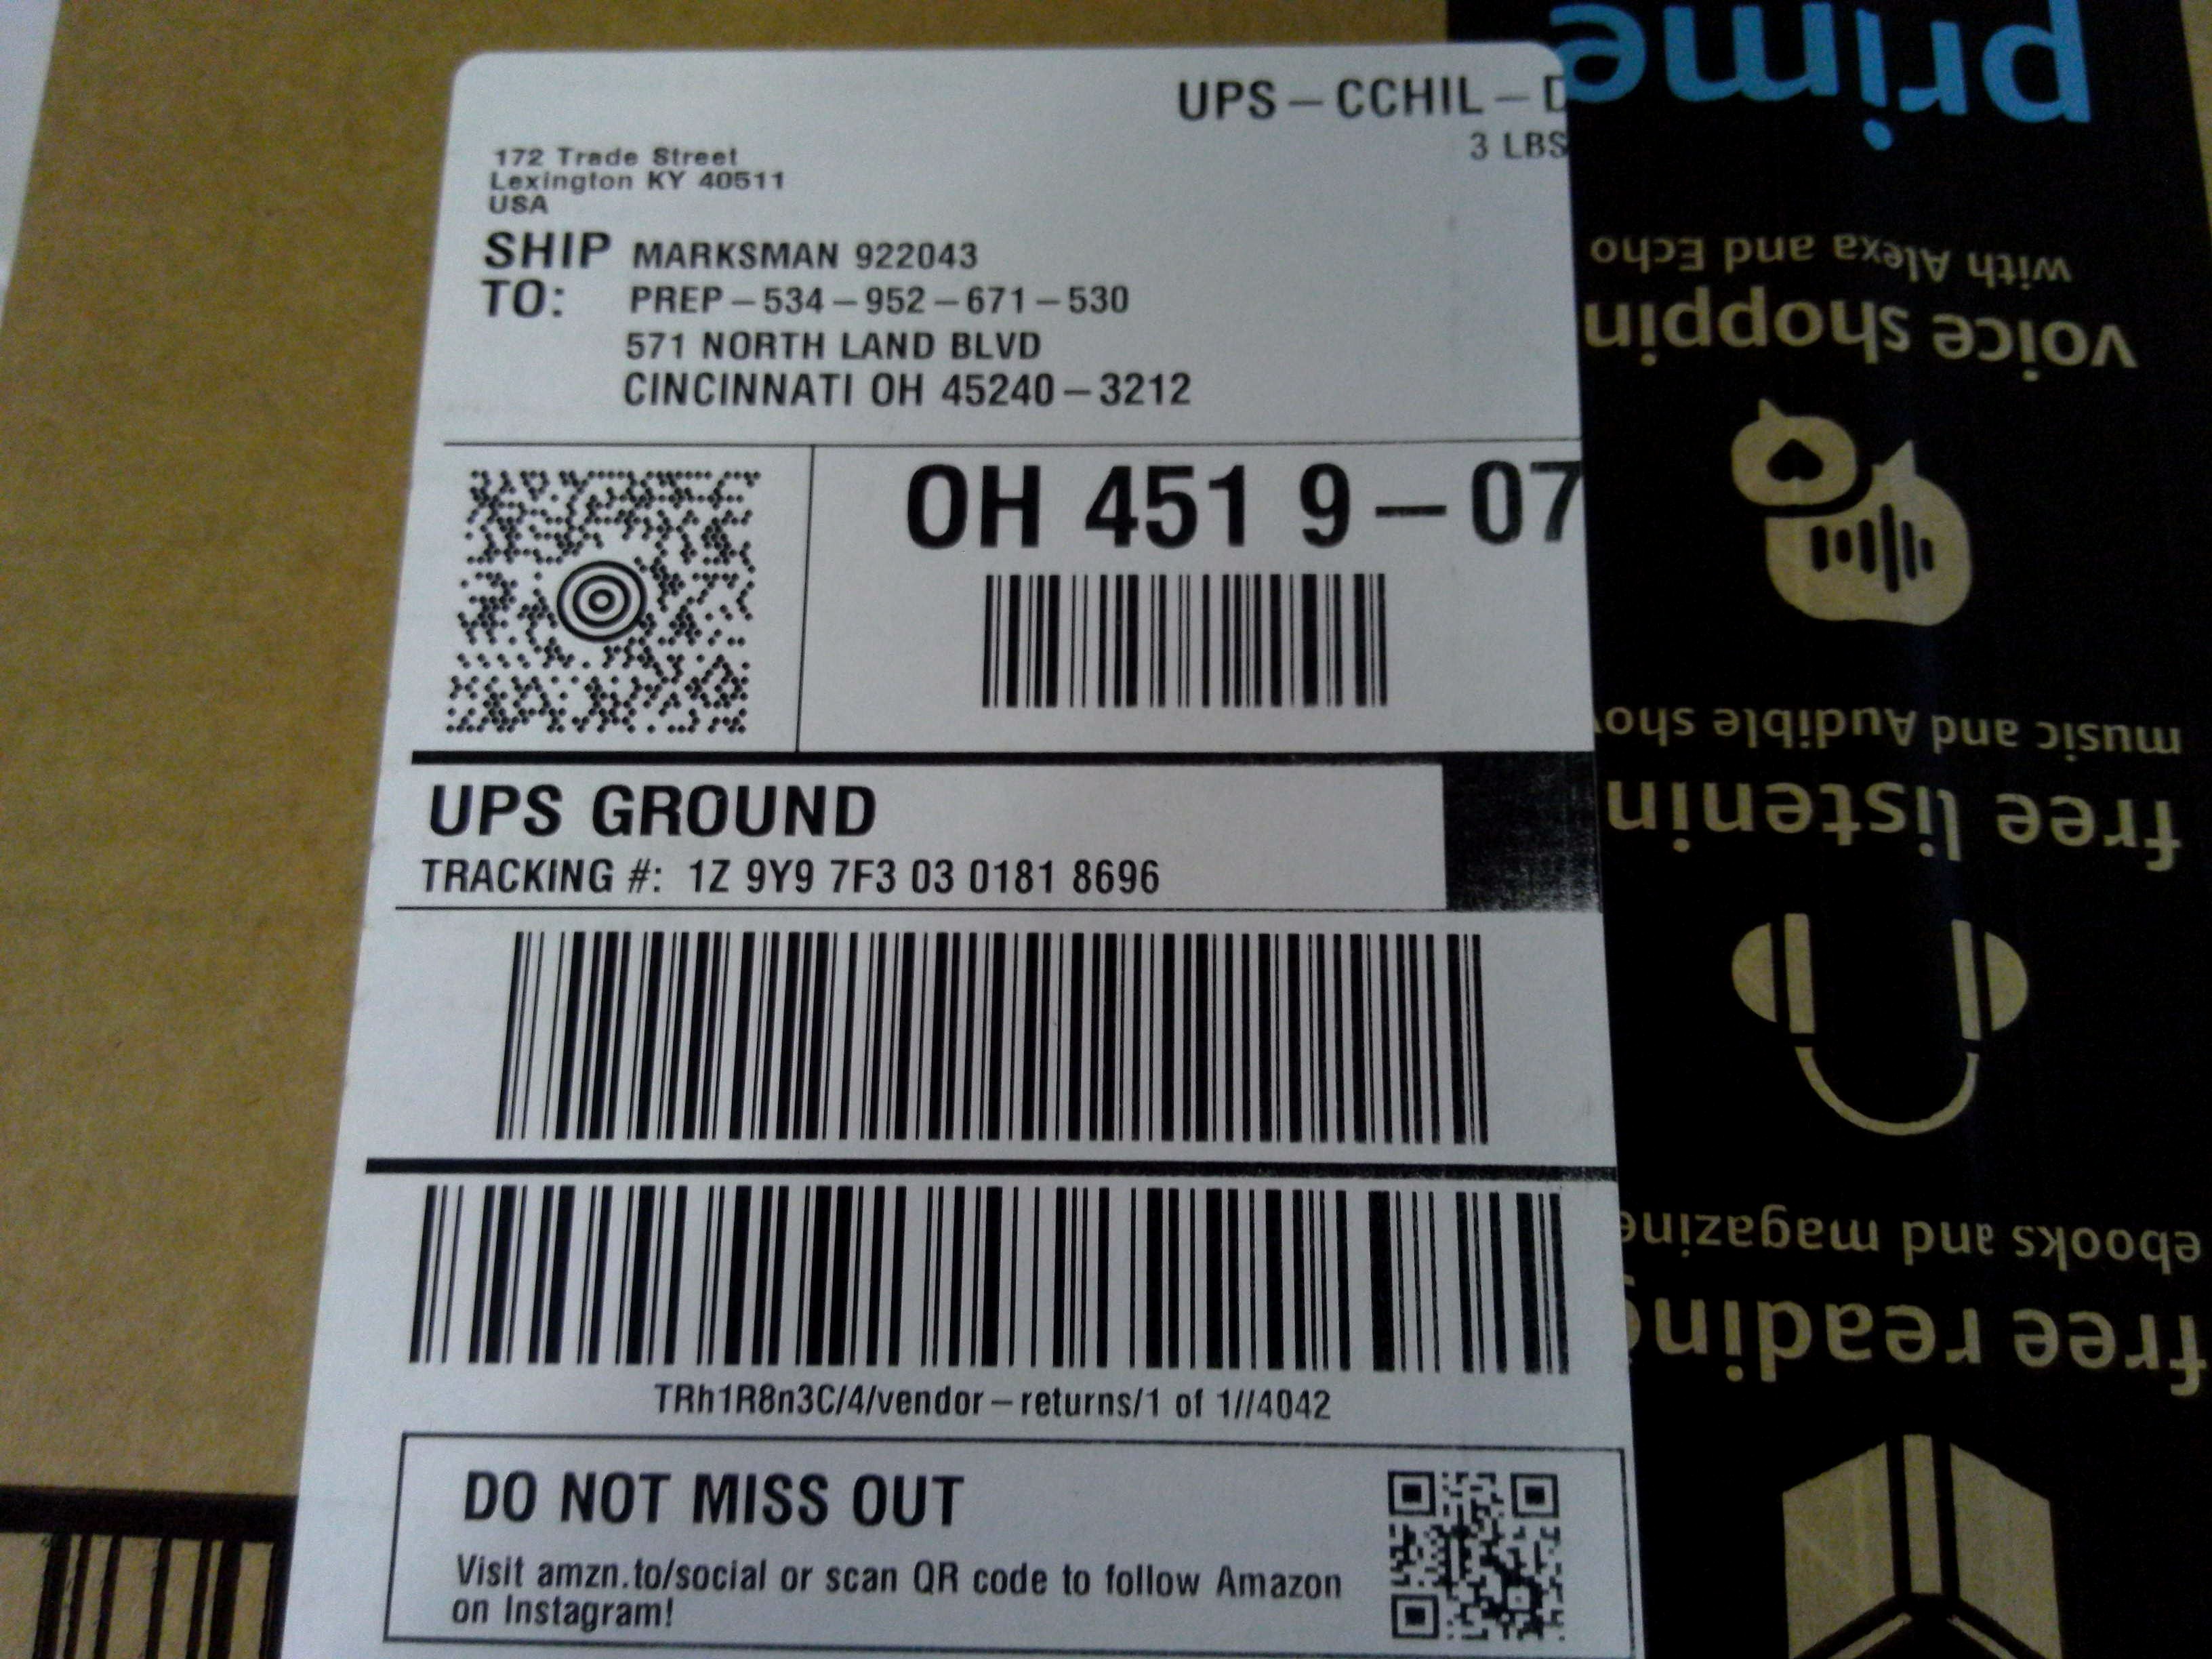 UPS – CCHIL –
3 LBS
172 Trade Street
Lexington KY 40511
USA
SHIP TO:
MARKSMAN 922043
PREP – 534 – 952 – 671 – 530
571 NORTH LAND BLVD
CINCINNATI OH 45240 – 3212
OH 451 9 – 07
UPS GROUND
TRACKING #: 1Z 9Y9 7F3 03 0181 8696
TRh1R8n3C/4/vendor – returns/1 of 1//4042
DO NOT MISS OUT
Visit amzn.to/social or scan QR code to follow Amazon
on Instagram!
free reading
ebooks and magazine
free listenin
music and Audible sho
voice shoppin
with Alexa and Echo
prime